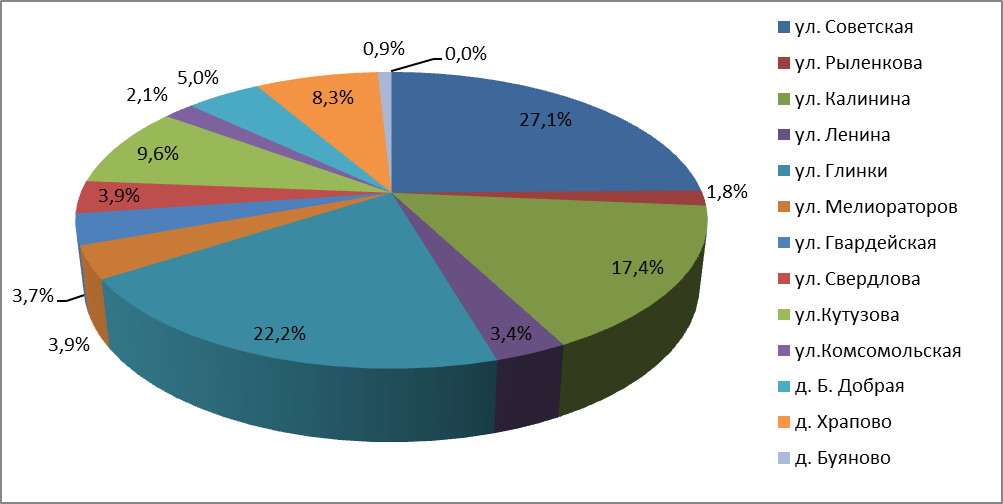 0,9%
0,0%
5,0%
2,1%
8,3%
27,1%
9,6%
3,9%
1,8%
17,4%
3,7%
3,9%
22,2%
3,4%
ул. Советская
ул. Рыленкова
ул. Калинина
ул. Ленина
ул. Глинки
ул. Мелиораторов
ул. Гвардейская
ул. Свердлова
ул.Кутузова
ул.Комсомольская
д. Б. Добрая
д. Храпово
д. Буяново